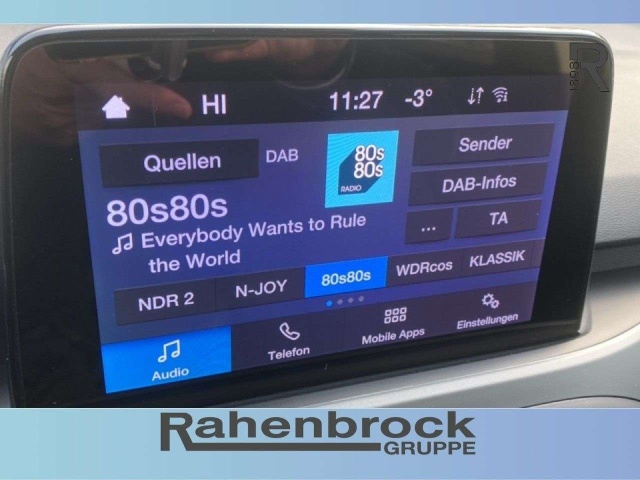 HI 11:27 -3°
Quellen DAB 80s 80s RADIO Sender
DAB-Infos
80s80s ... TA
Everybody Wants to Rule
the World
NDR 2 N-JOY 80s80s WDRcos KLASSIK
Audio Telefon Mobile Apps Einstellungen
R
1898
Rahenbrock
GRUPPE